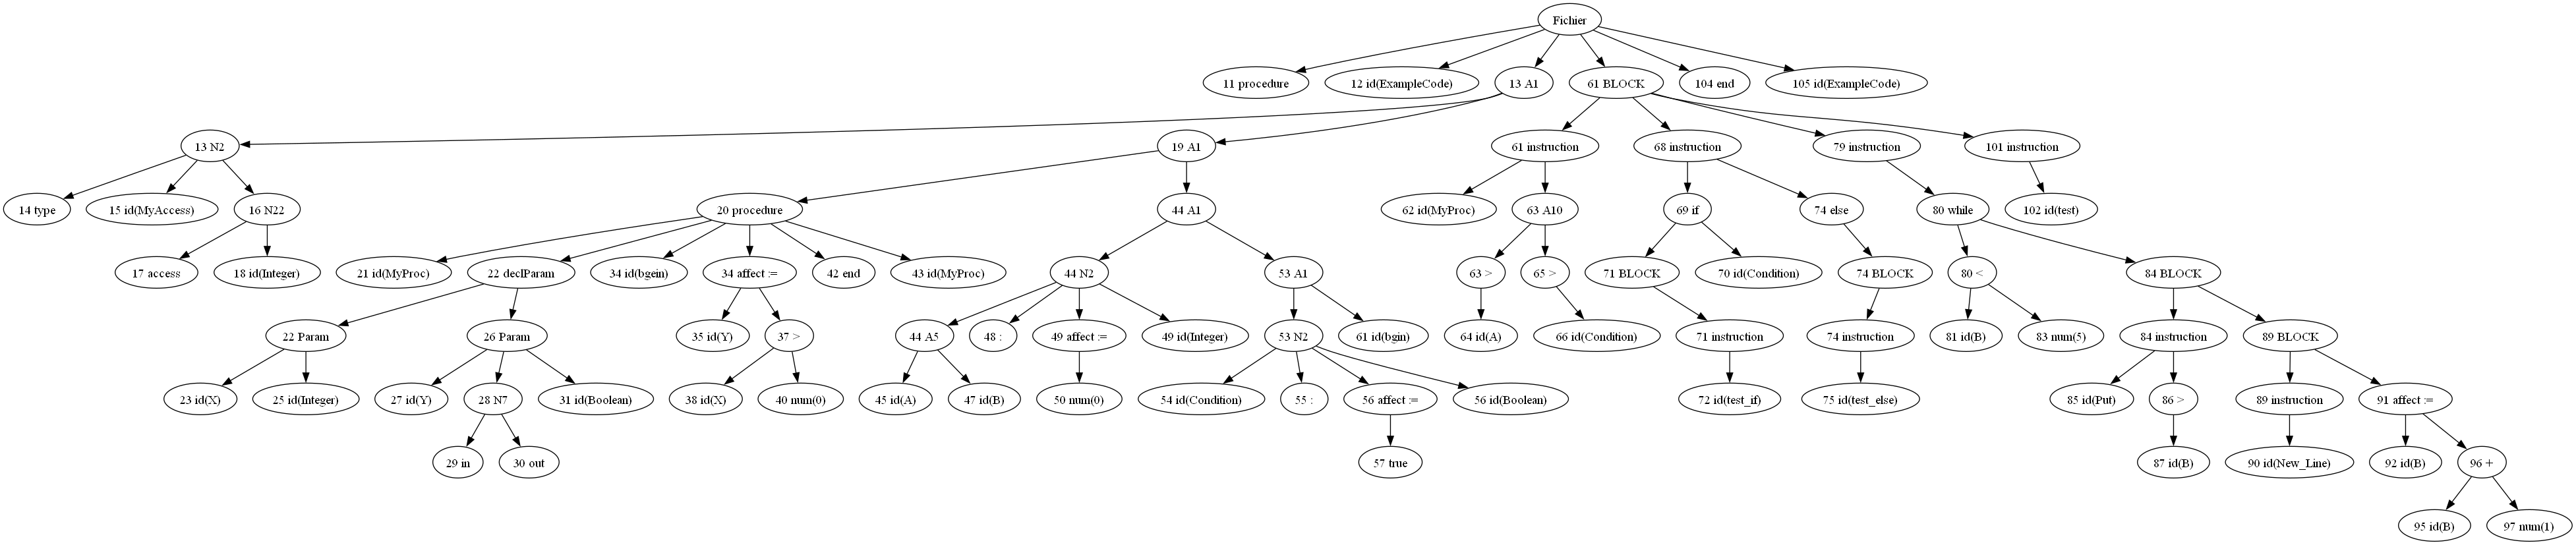 Fichier
11 procedure
12 id(ExampleCode)
13 A1
61 BLOCK
104 end
105 id(ExampleCode)
13 N2
19 A1
61 instruction
68 instruction
79 instruction
101 instruction
14 type
15 id(MyAccess)
16 N22
20 procedure
44 A1
62 id(MyProc)
63 A10
69 if
74 else
80 while
102 id(test)
17 access
18 id(Integer)
21 id(MyProc)
22 declParam
34 id(bgein)
34 affect :=
42 end
43 id(MyProc)
44 N2
53 A1
63 >
65 >
71 BLOCK
70 id(Condition)
74 BLOCK
80 <
84 BLOCK
22 Param
26 Param
35 id(Y)
37 >
44 A5
48 :
49 affect :=
49 id(Integer)
53 N2
61 id(bgin)
64 id(A)
66 id(Condition)
71 instruction
74 instruction
81 id(B)
83 num(5)
84 instruction
89 BLOCK
23 id(X)
25 id(Integer)
27 id(Y)
28 N7
31 id(Boolean)
38 id(X)
40 num(0)
45 id(A)
47 id(B)
50 num(0)
54 id(Condition)
55 :
56 affect :=
56 id(Boolean)
72 id(test_if)
75 id(test_else)
85 id(Put)
86 >
89 instruction
91 affect :=
29 in
30 out
57 true
87 id(B)
90 id(New_Line)
92 id(B)
96 +
95 id(B)
97 num(1)